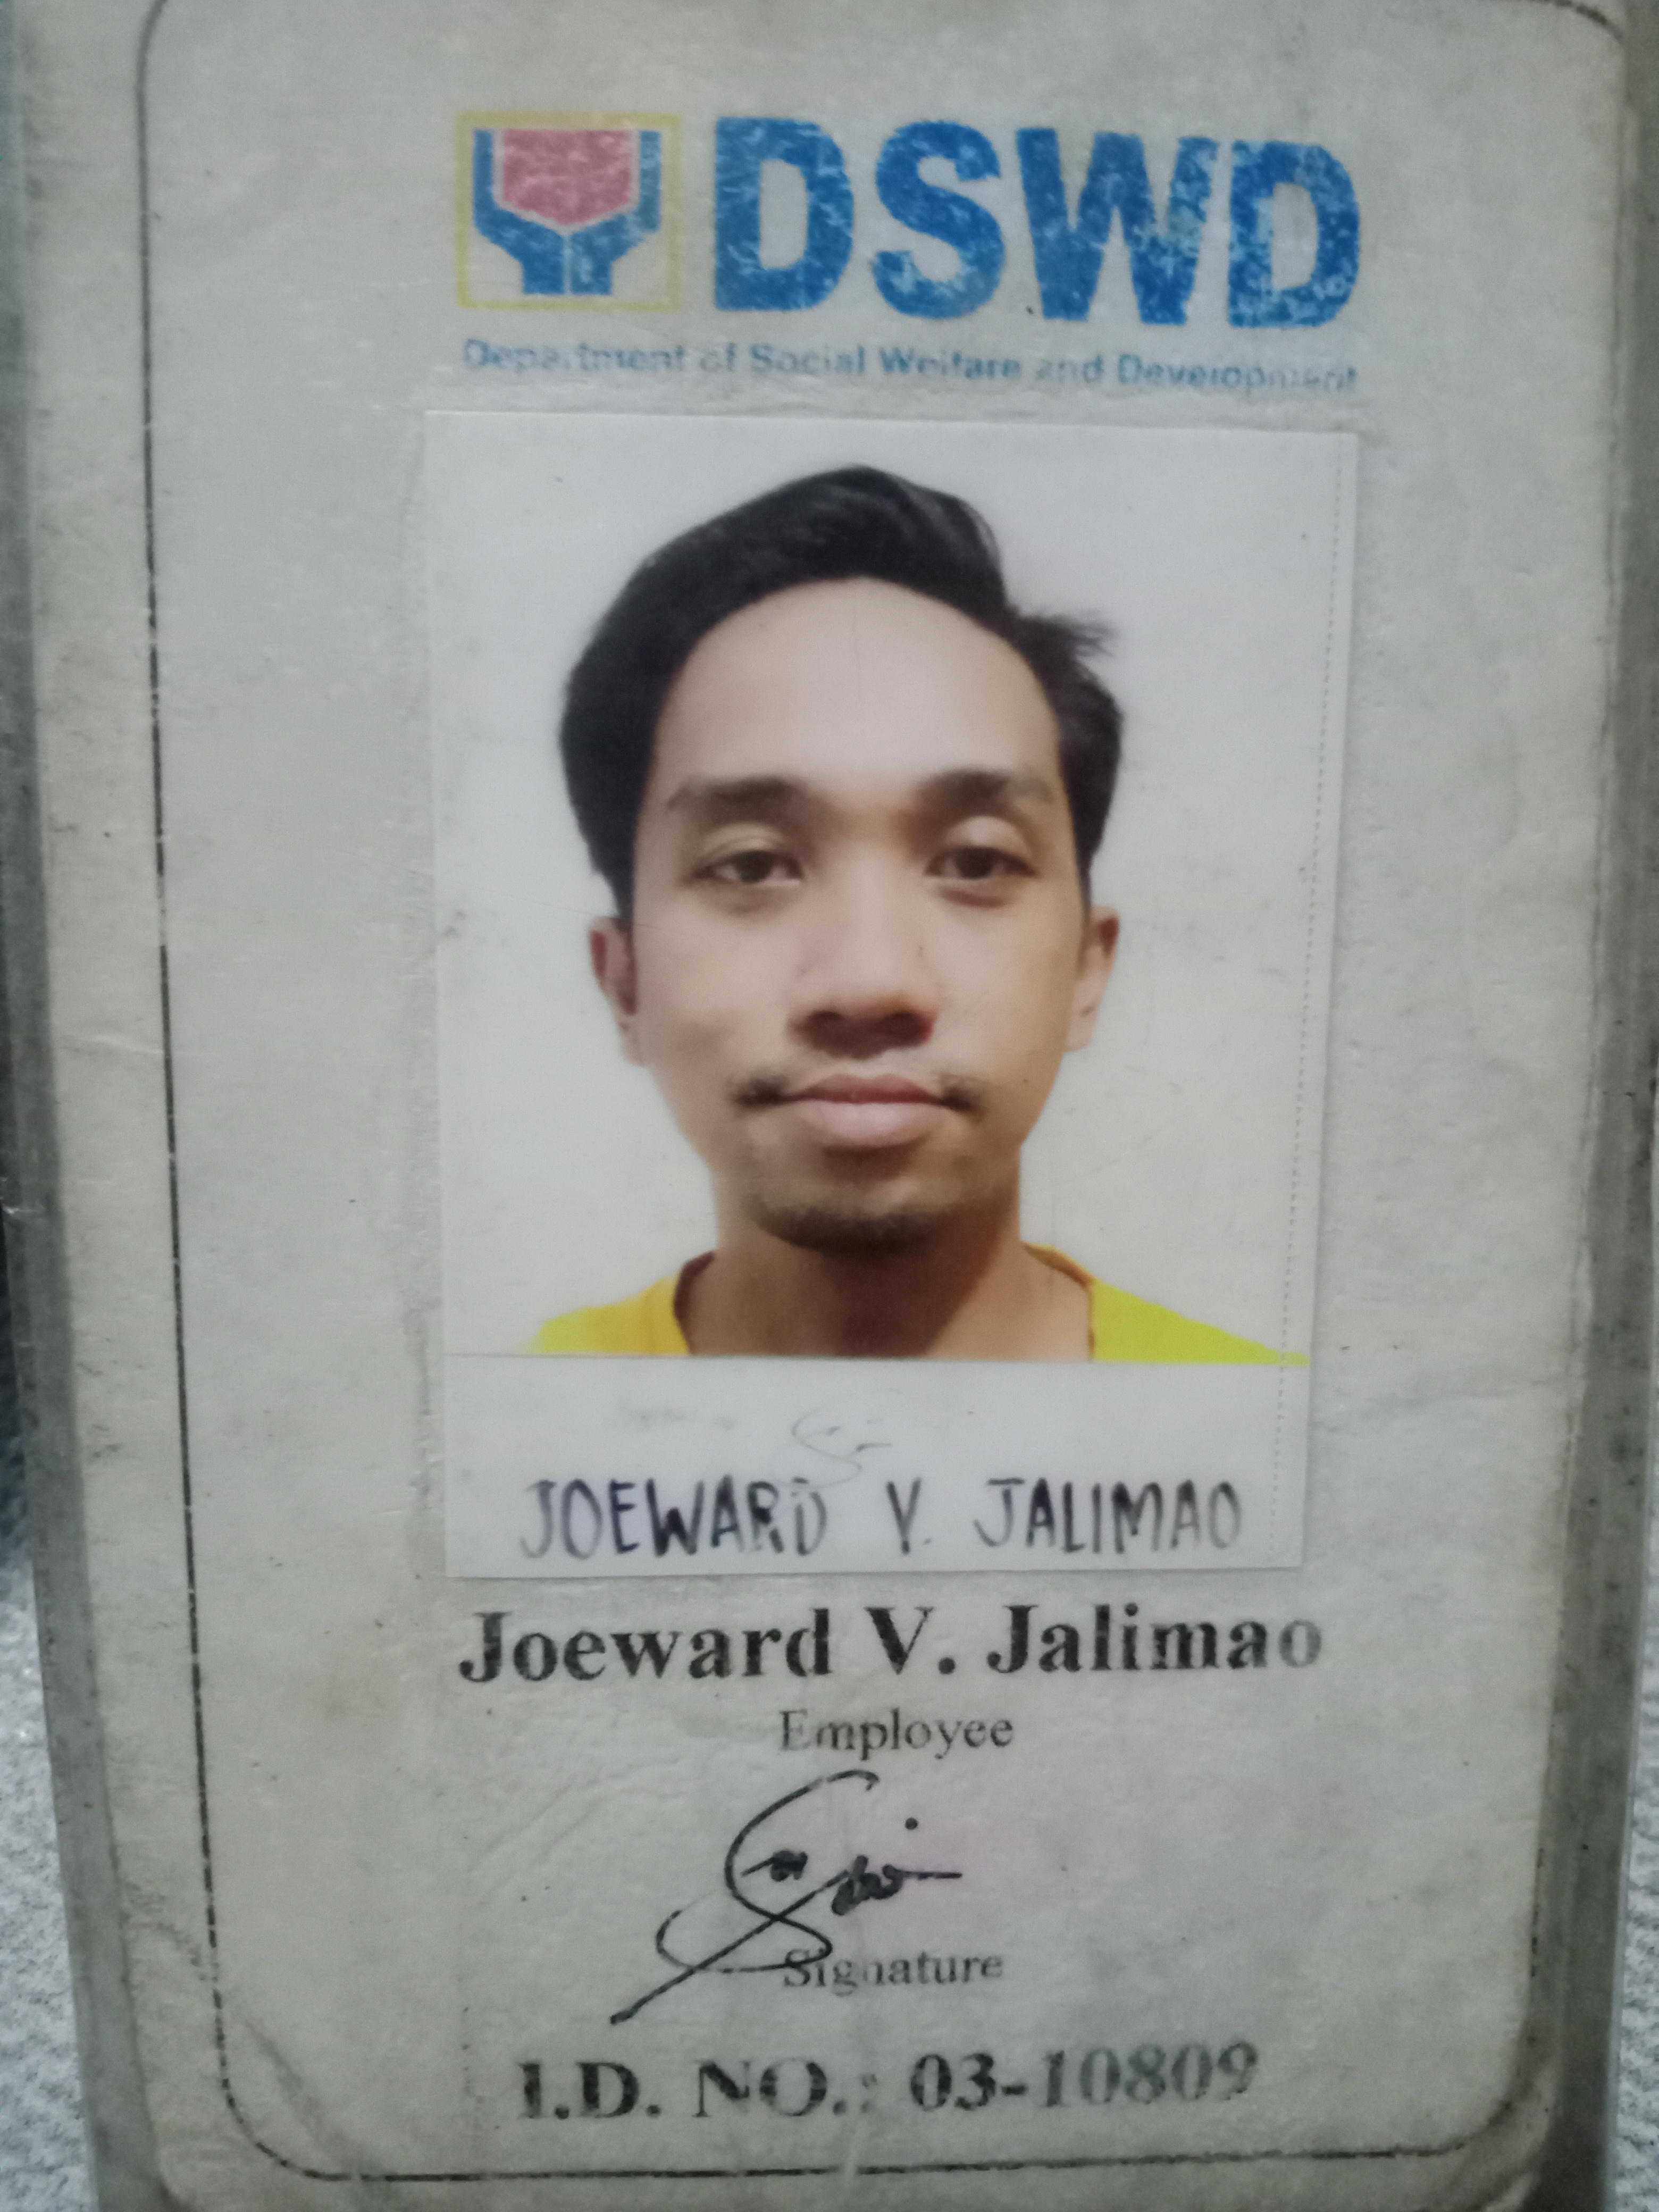 DSWD
Department of Social Welfare and Development
JOEWARD V. JALIMAO
Joeward V. Jalimao
Employee
Signature
I.D. NO.: 03-10809